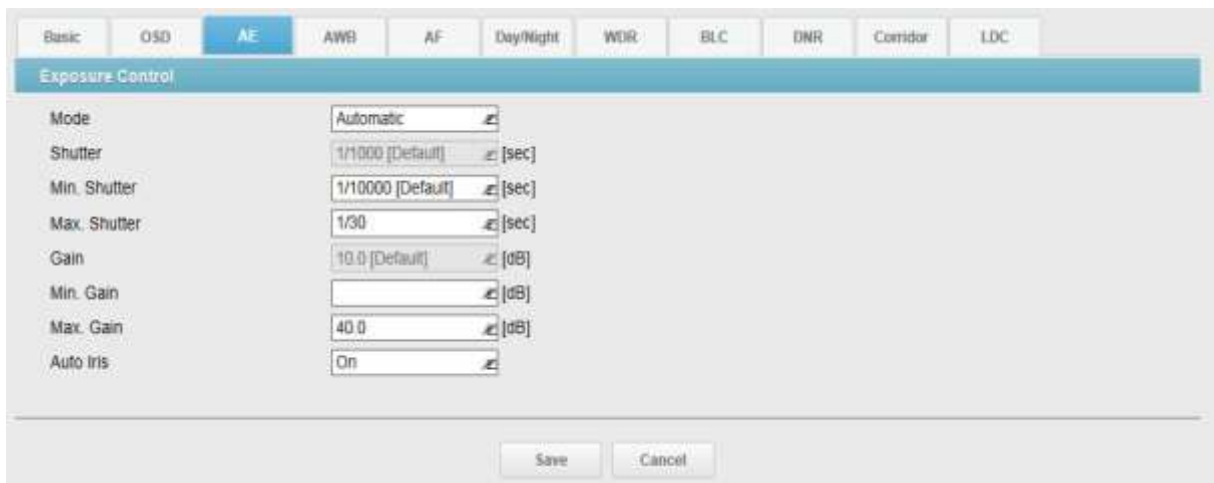 Basic OSD AE AWB AF Day/Night WDR BLC DNR Corridor LDC
Exposure Control
Mode Automatic
Shutter 1/1000 [Default] [sec]
Min. Shutter 1/10000 [Default] [sec]
Max. Shutter 1/30 [sec]
Gain 10.0 [Default] [dB]
Min. Gain [dB]
Max. Gain 40.0 [dB]
Auto Iris On
Save Cancel